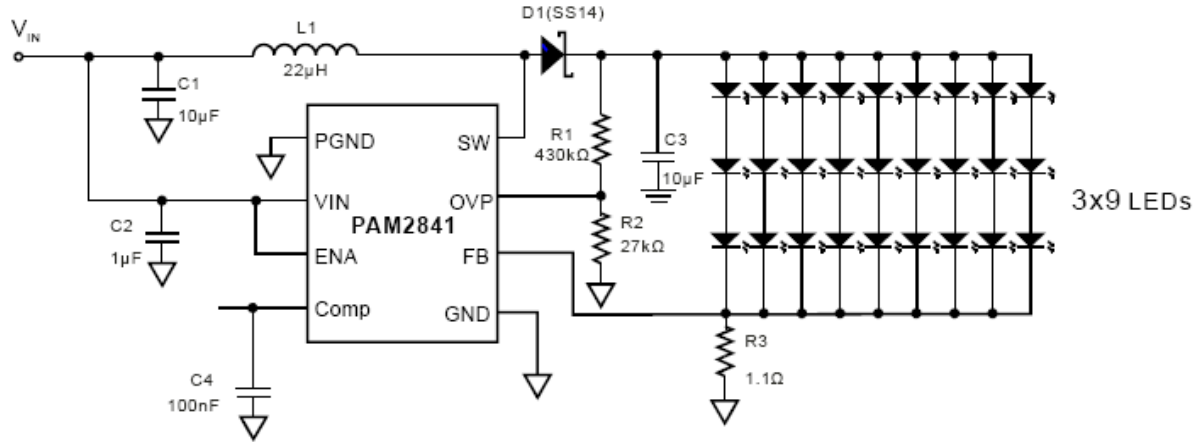 D1(SS14)
V_IN
L1
22μH
C1
10μF
PGND
SW
R1
430kΩ
C3
10μF
VIN
OVP
3x9 LEDs
PAM2841
C2
1μF
R2
27kΩ
ENA
FB
Comp
GND
R3
1.1Ω
C4
100nF